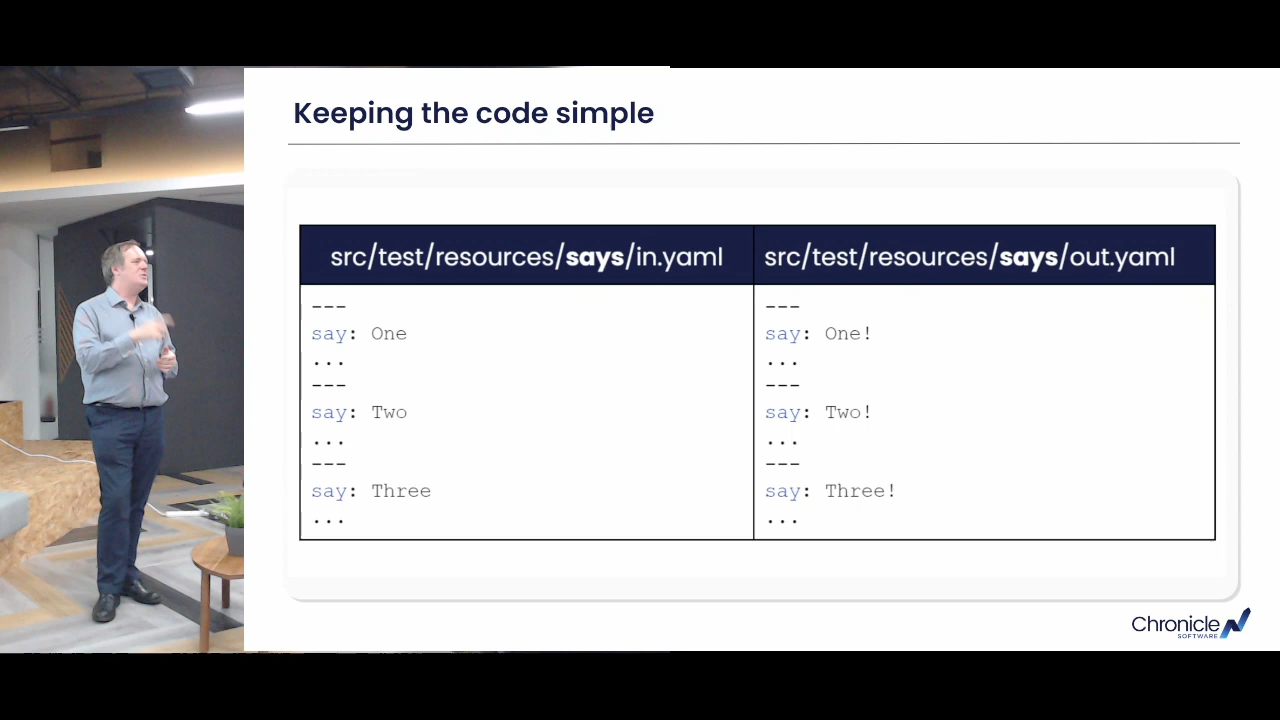 Keeping the code simple
src/test/resources/says/in.yaml
---
say: One
...
---
say: Two
...
---
say: Three
...
src/test/resources/says/out.yaml
---
say: One!
...
---
say: Two!
...
---
say: Three!
...
Chronicle
SOFTWARE